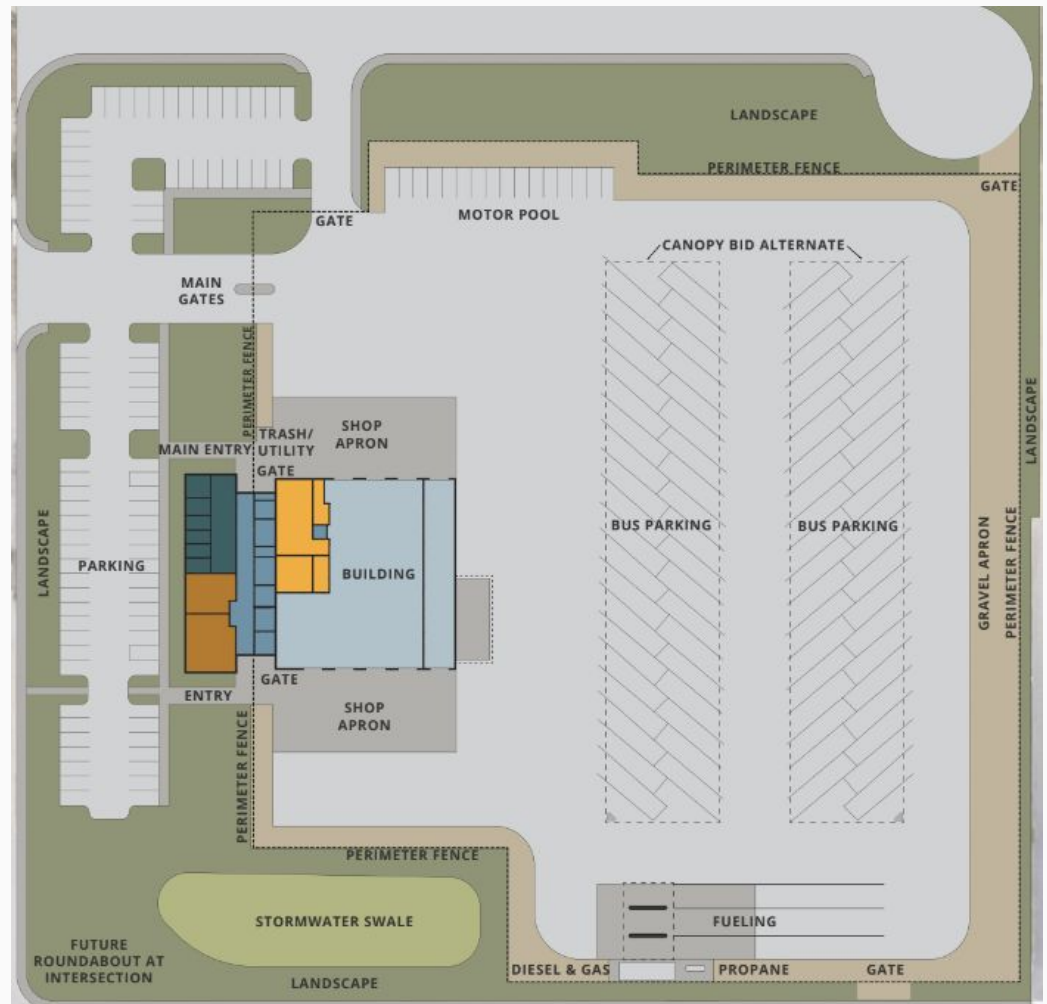 LANDSCAPE
PERIMETER FENCE
GATE
MOTOR POOL
GATE
CANOPY BID ALTERNATE
MAIN
GATES
PERIMETER FENCE
SHOP
APRON
TRASH/
UTILITY
MAIN ENTRY
GATE
LANDSCAPE
BUS PARKING
BUS PARKING
LANDSCAPE
PARKING
BUILDING
GRAVEL APRON
PERIMETER FENCE
GATE
ENTRY
SHOP
APRON
PERIMETER FENCE
PERIMETER FENCE
STORMWATER SWALE
FUELING
FUTURE
ROUNDABOUT AT
INTERSECTION
DIESEL & GAS
PROPANE
GATE
LANDSCAPE